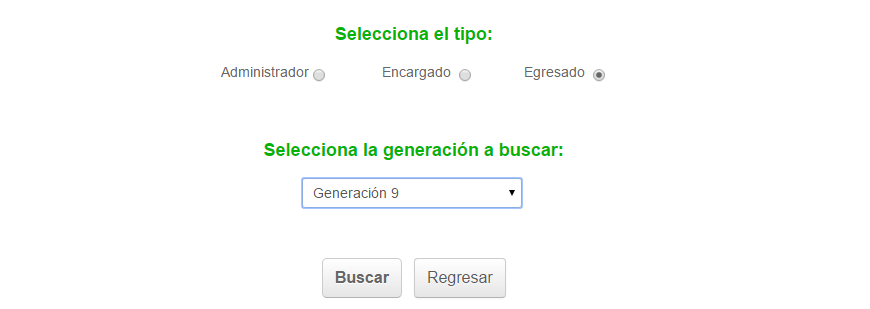 Selecciona el tipo:
Administrador Encargado Egresado
Selecciona la generación a buscar:
Generación 9
Buscar Regresar